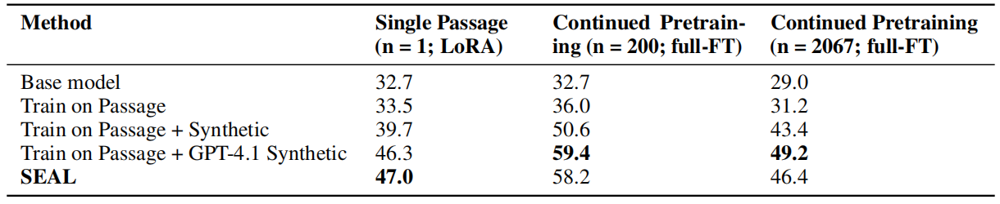 Method Single Passage Continued Pretrain- Continued Pretraining
(n = 1; LoRA) ing (n = 200; full-FT) (n = 2067; full-FT)
Base model 32.7 32.7 29.0
Train on Passage 33.5 36.0 31.2
Train on Passage + Synthetic 39.7 50.6 43.4
Train on Passage + GPT-4.1 Synthetic 46.3 59.4 49.2
SEAL 47.0 58.2 46.4